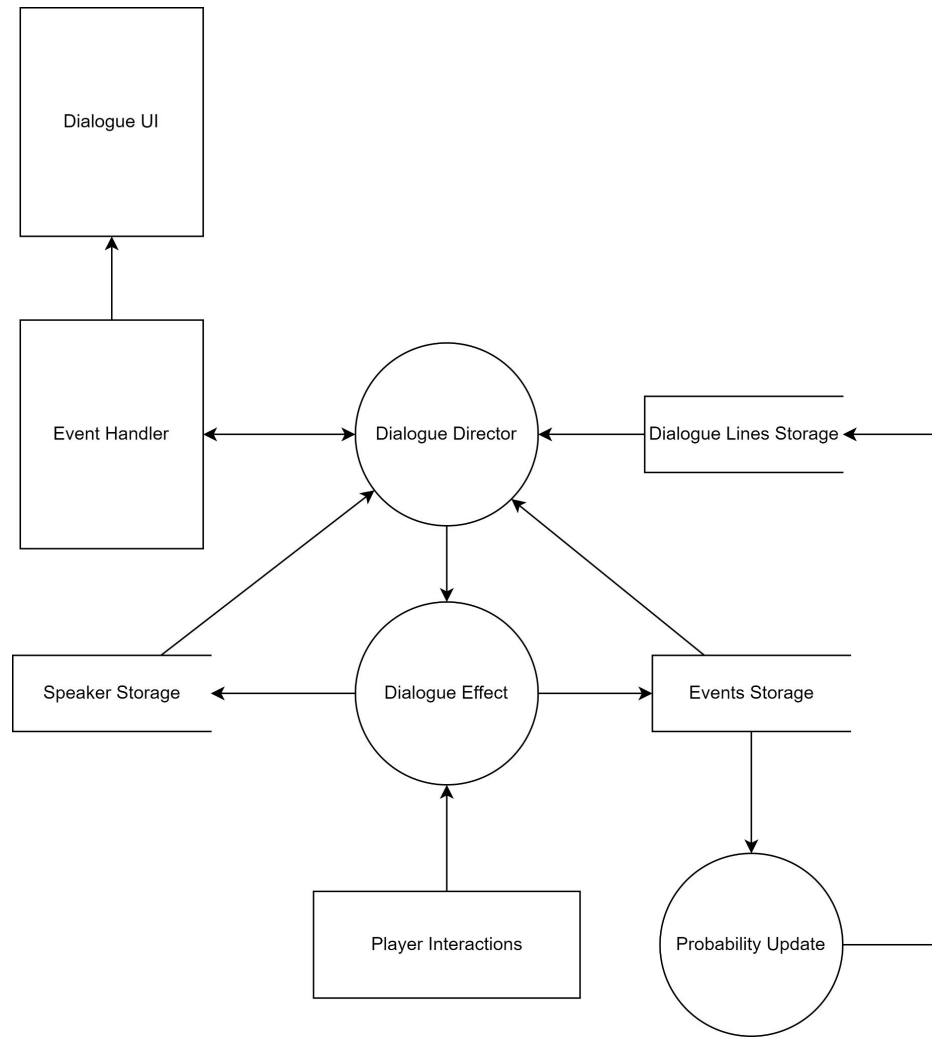 Dialogue UI
Event Handler
Dialogue Director
Dialogue Lines Storage
Speaker Storage
Dialogue Effect
Events Storage
Player Interactions
Probability Update